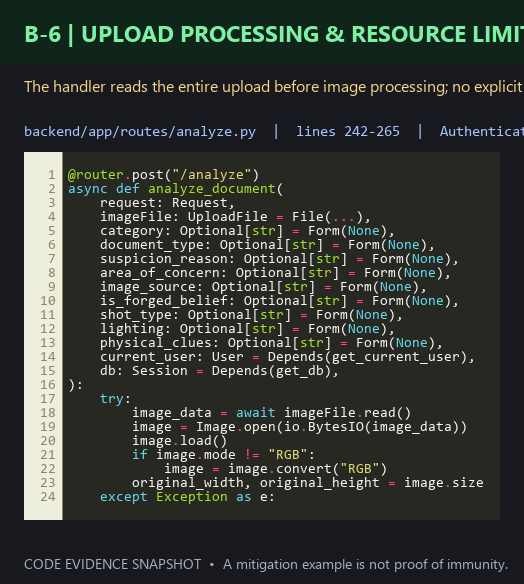 B-6 | UPLOAD PROCESSING & RESOURCE
The handler reads the entire upload before image processing; no explicit
backend/app/routes/analyze.py | lines 242-265 |
1 @router.post("/analyze")
2 async def analyze_document(
3     request: Request,
4     imageFile: UploadFile = File(...),
5     category: Optional[str] = Form(None),
6     document_type: Optional[str] = Form(None),
7     suspicion_reason: Optional[str] = Form(None),
8     area_of_concern: Optional[str] = Form(None),
9     image_source: Optional[str] = Form(None),
10     is_forged_belief: Optional[str] = Form(None),
11     shot_type: Optional[str] = Form(None),
12     lighting: Optional[str] = Form(None),
13     physical_clues: Optional[str] = Form(None),
14     current_user: User = Depends(get_current_user),
15     db: Session = Depends(get_db),
16 ):
17     try:
18         image_data = await imageFile.read()
19         image = Image.open(io.BytesIO(image_data))
20         image.load()
21         if image.mode != "RGB":
22             image = image.convert("RGB")
23         original_width, original_height = image.size
24     except Exception as e:
CODE EVIDENCE SNAPSHOT • A mitigation example is not proof of immunity.